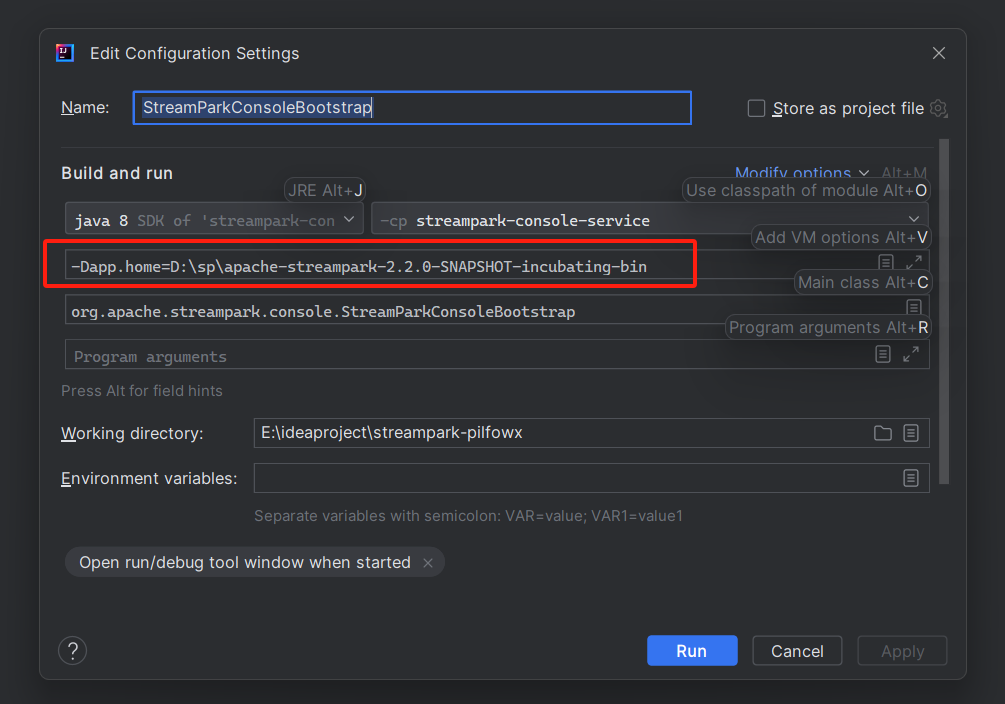 Edit Configuration Settings
Name: StreamParkConsoleBootstrap Store as project file
Build and run Modify options Alt+M
JRE Alt+J Use classpath of module Alt+O
java 8 SDK of 'streampark-con -cp streampark-console-service
Add VM options Alt+V
-Dapp.home=D:\sp\apache-streampark-2.2.0-SNAPSHOT-incubating-bin
Main class Alt+C
org.apache.streampark.console.StreamParkConsoleBootstrap
Program arguments Alt+R
Program arguments
Press Alt for field hints
Working directory: E:\ideaproject\streampark-pilfowx
Environment variables:
Separate variables with semicolon: VAR=value; VAR1=value1
Open run/debug tool window when started ×
? Run Cancel Apply